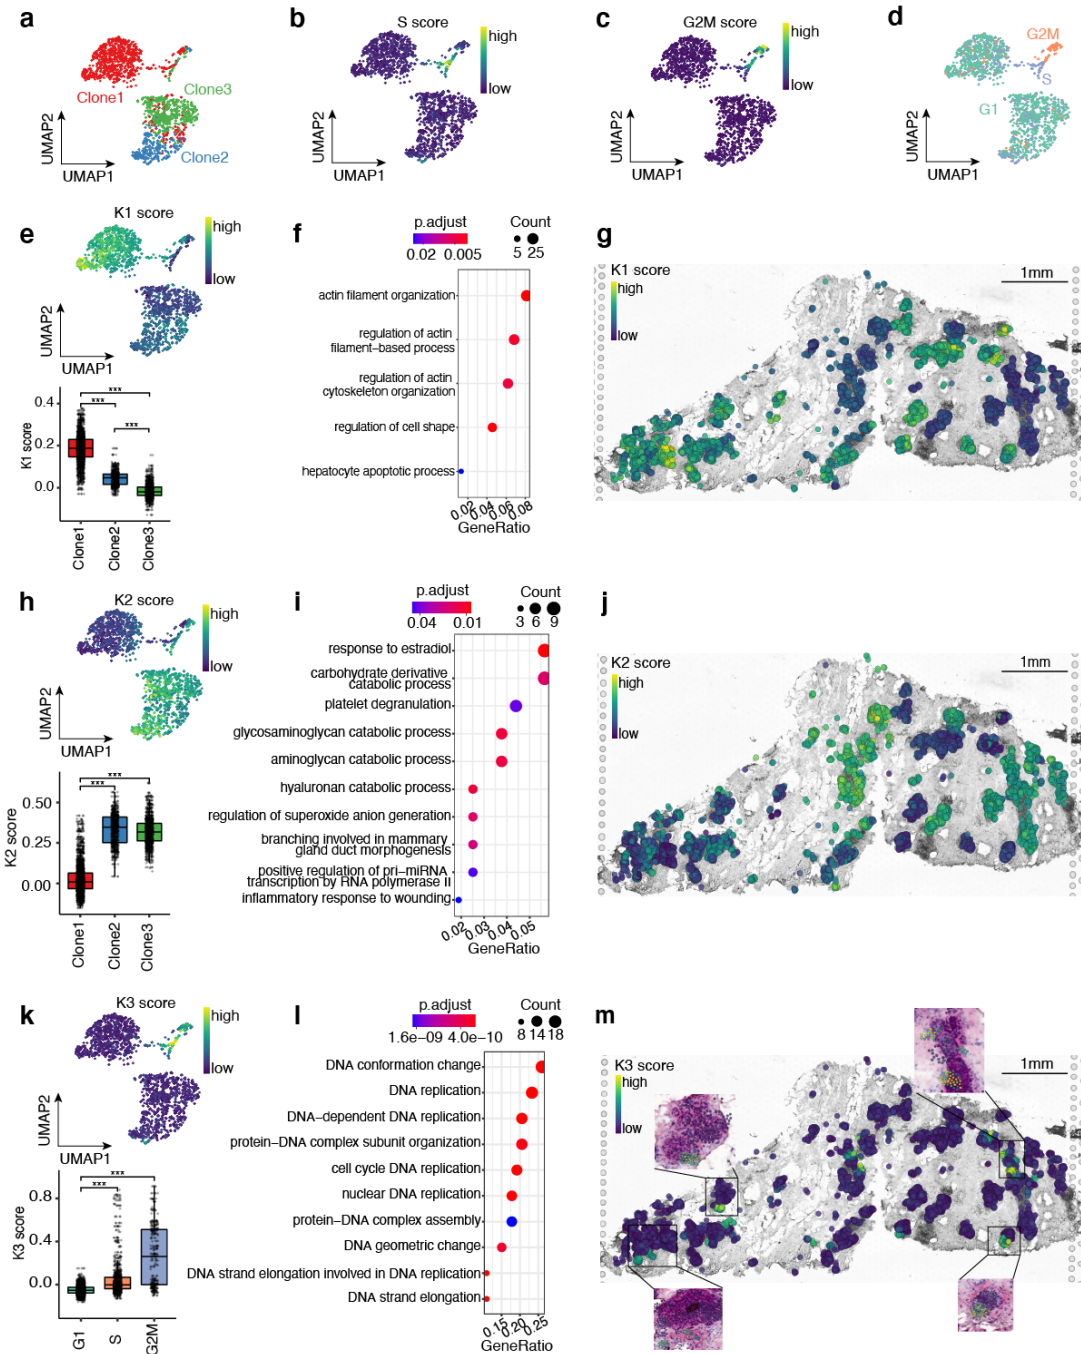 a
Clone1
Clone3
Clone2
UMAP2
UMAP1
b
S score
high
low
UMAP2
UMAP1
c
G2M score
high
low
UMAP2
UMAP1
d
G2M
S
G1
UMAP2
UMAP1
e
K1 score
high
low
UMAP2
UMAP1
***
***
***
K1 score
0.4
0.2
0.0
Clone1
Clone2
Clone3
f
p.adjust
0.02 0.005
Count
5 25
actin filament organization
regulation of actin
filament-based process
regulation of actin
cytoskeleton organization
regulation of cell shape
hepatocyte apoptotic process
0.02 0.04 0.06 0.08
GeneRatio
g
K1 score
high
low
1mm
h
K2 score
high
low
UMAP2
UMAP1
***
***
K2 score
0.50
0.25
0.00
Clone1
Clone2
Clone3
i
p.adjust
0.04 0.01
Count
3 6 9
response to estradiol
carbohydrate derivative
catabolic process
platelet degranulation
glycosaminoglycan catabolic process
aminoglycan catabolic process
hyaluronan catabolic process
regulation of superoxide anion generation
branching involved in mammary
gland duct morphogenesis
positive regulation of pri-miRNA
transcription by RNA polymerase II
inflammatory response to wounding
0.02 0.03 0.04 0.05
GeneRatio
j
K2 score
high
low
1mm
k
K3 score
high
low
UMAP2
UMAP1
***
***
K3 score
0.8
0.4
0.0
G1
S
G2M
l
p.adjust
1.6e-09 4.0e-10
Count
8 14 18
DNA conformation change
DNA replication
DNA-dependent DNA replication
protein-DNA complex subunit organization
cell cycle DNA replication
nuclear DNA replication
protein-DNA complex assembly
DNA geometric change
DNA strand elongation involved in DNA replication
DNA strand elongation
0.15 0.20 0.25
GeneRatio
m
K3 score
high
low
1mm